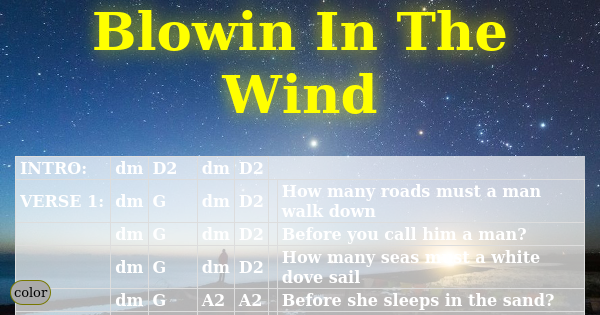 Blowin In The
Wind
INTRO: dm D2 dm D2
VERSE 1: dm G dm D2 How many roads must a man
walk down
dm G dm D2 Before you call him a man?
dm G dm D2 How many seas must a white
dove sail
color
dm G A2 A2 Before she sleeps in the sand?